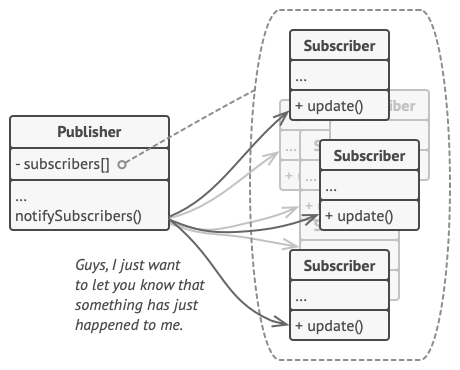 Publisher
- subscribers[]
...
notifySubscribers()
Guys, I just want
to let you know that
something has just
happened to me.
Subscriber
...
+ update()
Subscriber
...
+ update()
Subscriber
...
+ update()